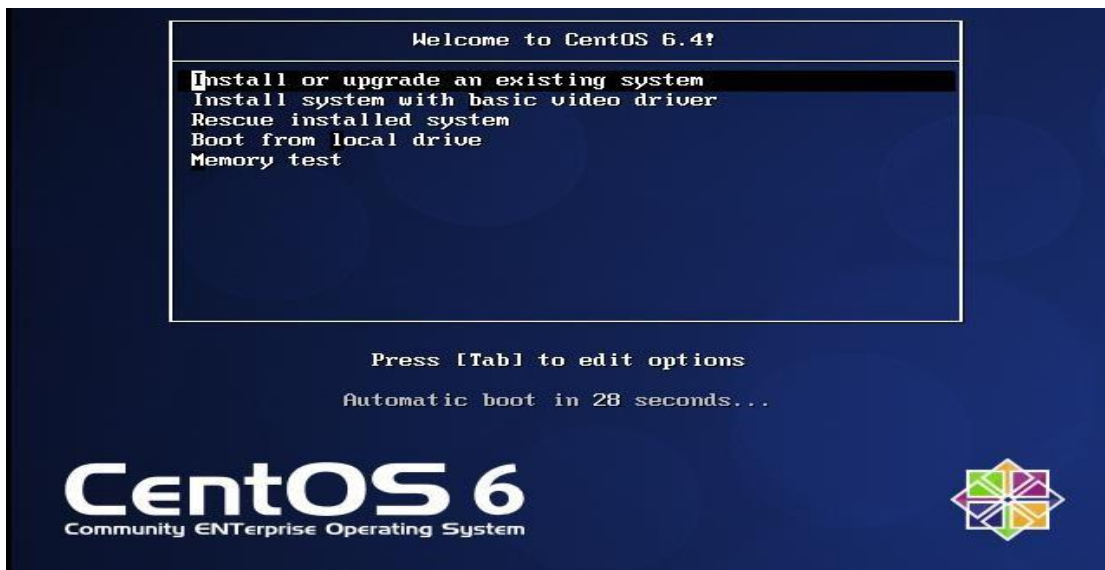 Welcome to CentOS 6.4!
Install or upgrade an existing system
Install system with basic video driver
Rescue installed system
Boot from local drive
Memory test
Press [Tab] to edit options
Automatic boot in 28 seconds...
CentOS 6
Community ENTerprise Operating System